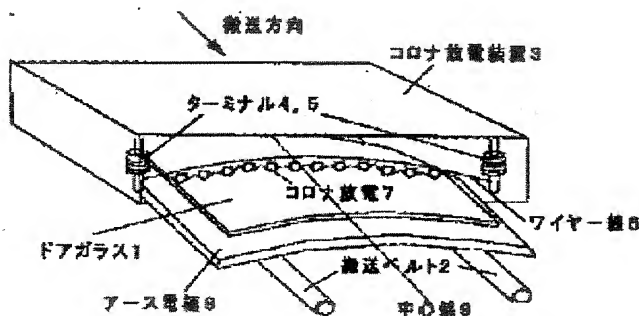 搬送方向
コロナ放電装置3
ターミナル4,5
コロナ放電7
ワイヤー線6
ドアガラス1
搬送ベルト2
アース電極8
中心線9